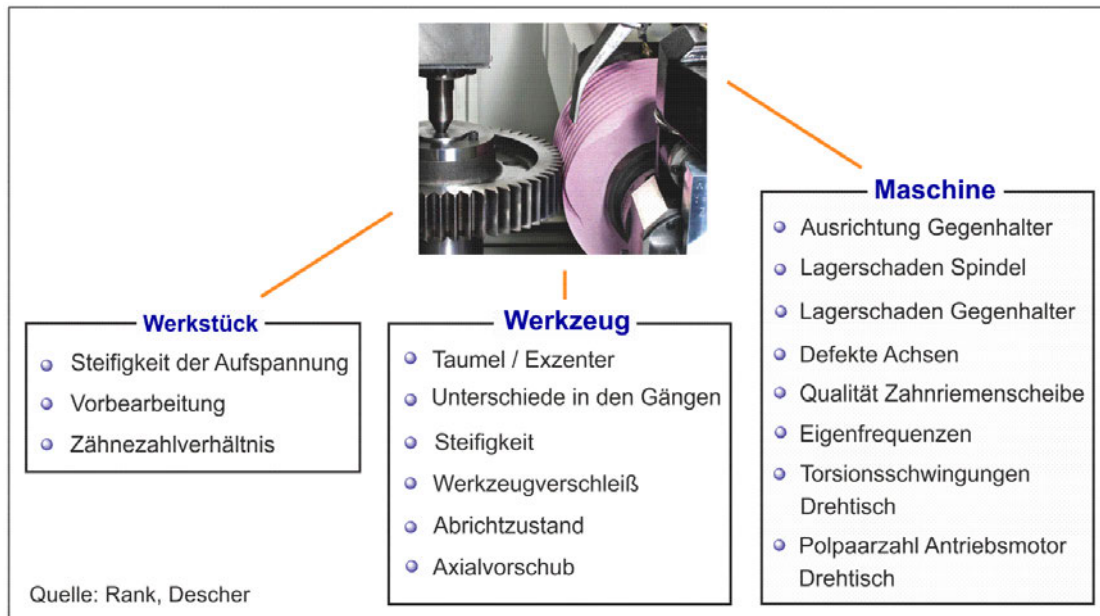 Werkstück
Steifigkeit der Aufspannung
Vorbearbeitung
Zähnezahlverhältnis
Werkzeug
Taumel / Exzenter
Unterschiede in den Gängen
Steifigkeit
Werkzeugverschleiß
Abrichtzustand
Axialvorschub
Maschine
Ausrichtung Gegenhalter
Lagerschaden Spindel
Lagerschaden Gegenhalter
Defekte Achsen
Qualität Zahnriemenscheibe
Eigenfrequenzen
Torsionsschwingungen
Drehtisch
Polpaarzahl Antriebsmotor
Drehtisch
Quelle: Rank, Descher